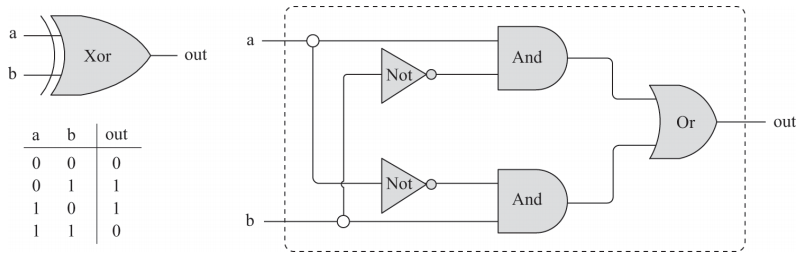 a
b
Xor
out
a b out
0 0 0
0 1 1
1 0 1
1 1 0
a
b
Not
And
Not
And
Or
out